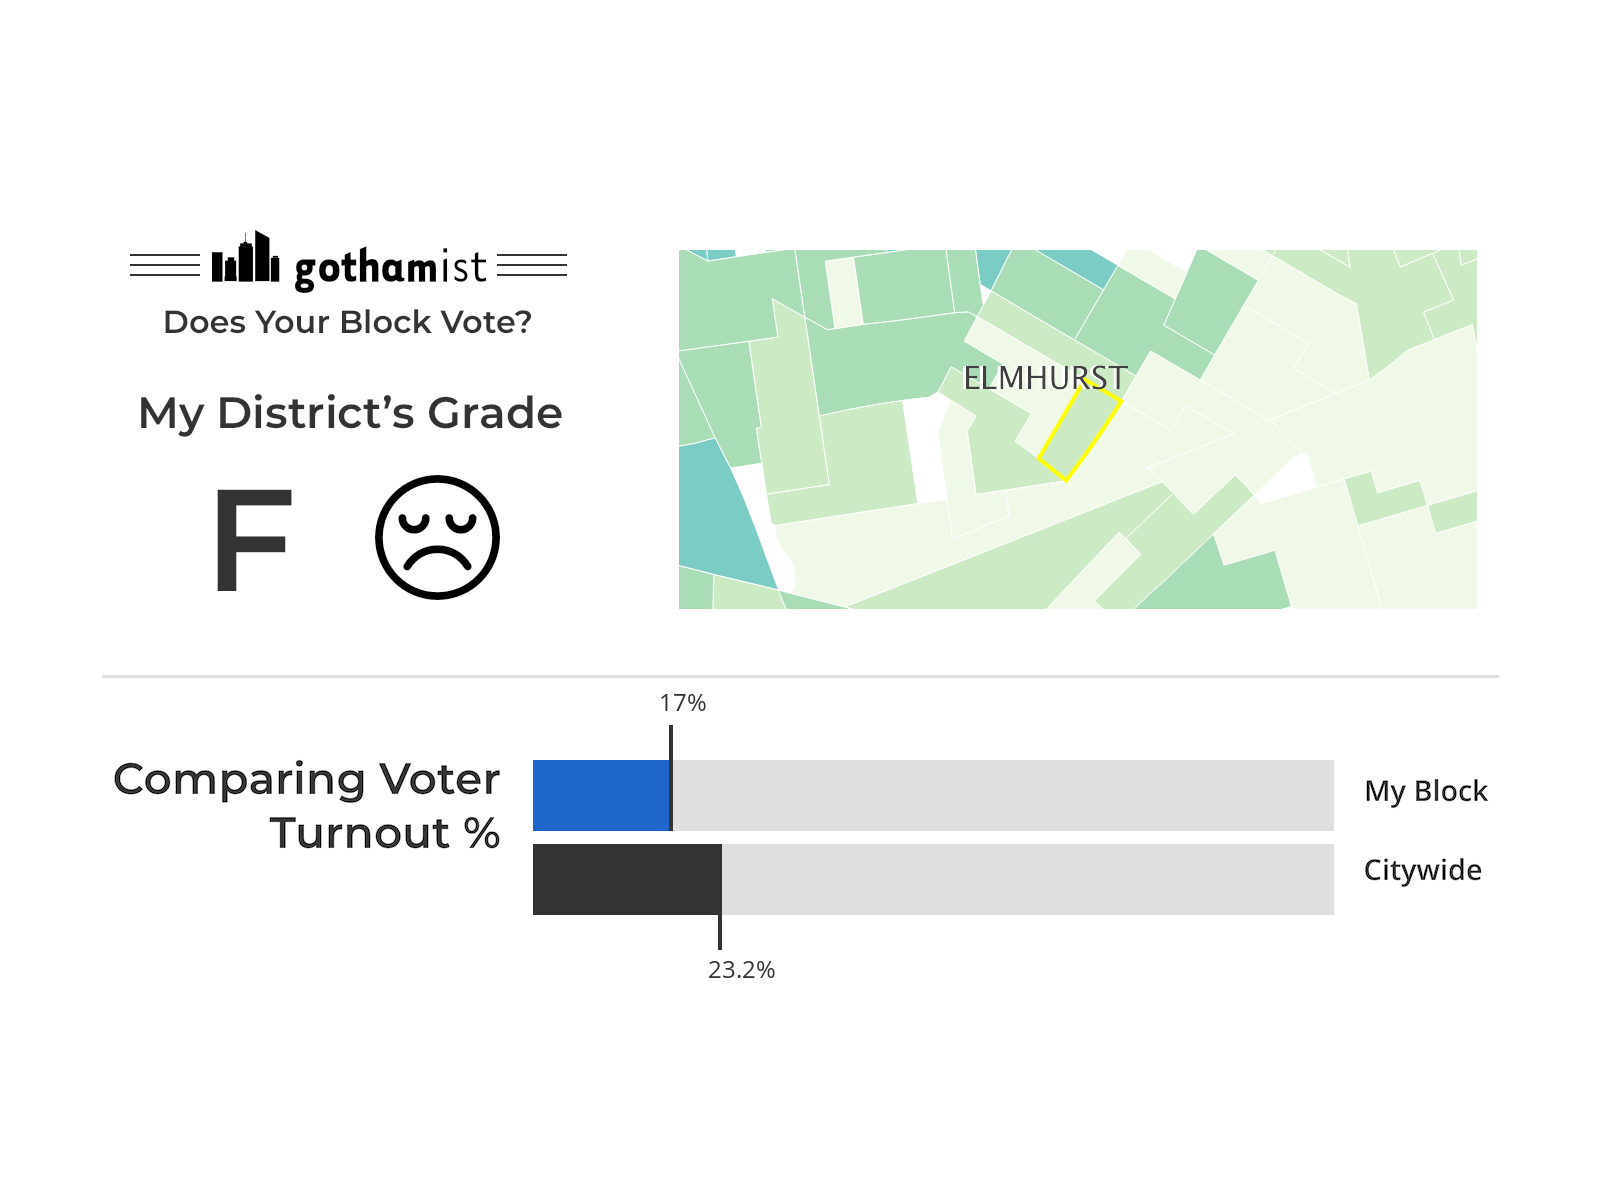 gothamist
Does Your Block Vote?
My District's Grade
F
ELMHURST
17%
Comparing Voter
Turnout %
My Block
Citywide
23.2%